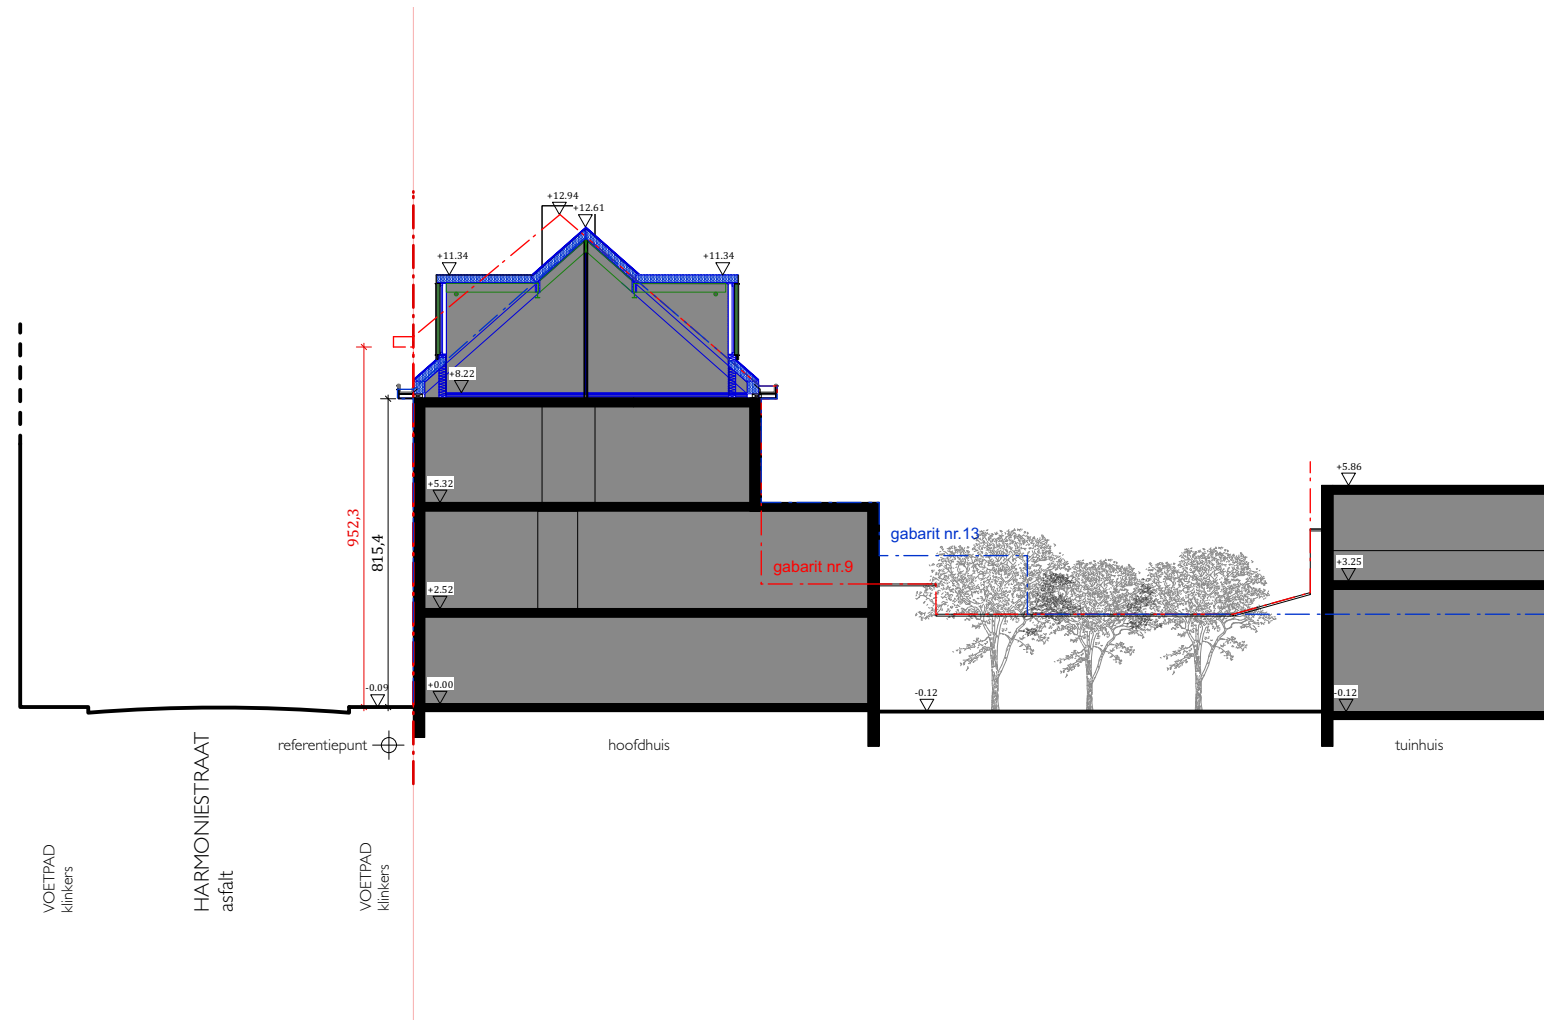 +12.94
+12.61
+11.34
+11.34
+8.22
+5.86
+5.32
952,3
815,4
gabarit nr.13
gabarit nr.9
+3.25
+2.52
-0.09
+0.00
-0.12
-0.12
referentiepunt
hoofdhuis
tuinhuis
VOETPAD
klinkers
HARMONIESTRAAT
asfalt
VOETPAD
klinkers